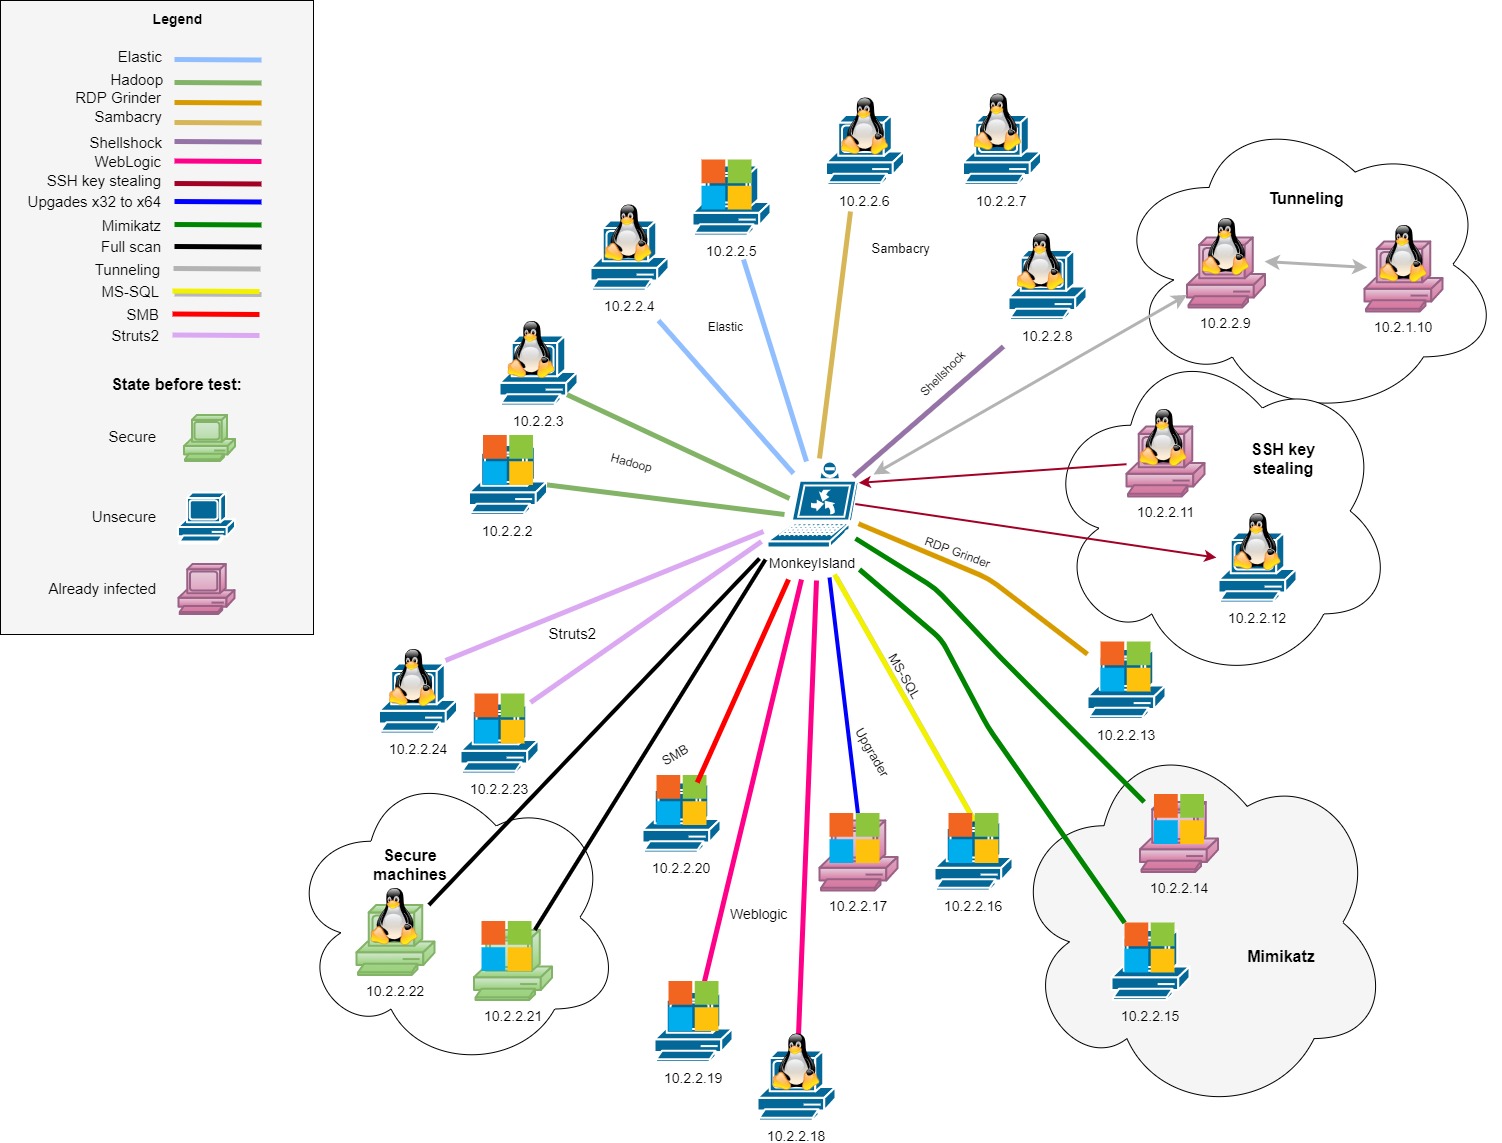 Legend
Elastic
Hadoop
RDP Grinder
Sambacry
Shellshock
WebLogic
SSH key stealing
Upgades x32 to x64
Mimikatz
Full scan
Tunneling
MS-SQL
SMB
Struts2
State before test:
Secure
Unsecure
Already infected
10.2.2.6
10.2.2.7
10.2.2.5
10.2.2.4
Sambacry
Elastic
10.2.2.8
Tunneling
10.2.2.9
10.2.1.10
10.2.2.3
Shellshock
Hadoop
10.2.2.2
SSH key
stealing
10.2.2.11
10.2.2.12
MonkeyIsland
RDP Grinder
Struts2
10.2.2.24
10.2.2.23
MS-SQL
10.2.2.13
SMB
Upgrader
10.2.2.20
10.2.2.17
10.2.2.16
10.2.2.14
Secure
machines
10.2.2.22
10.2.2.21
Weblogic
Mimikatz
10.2.2.15
10.2.2.19
10.2.2.18